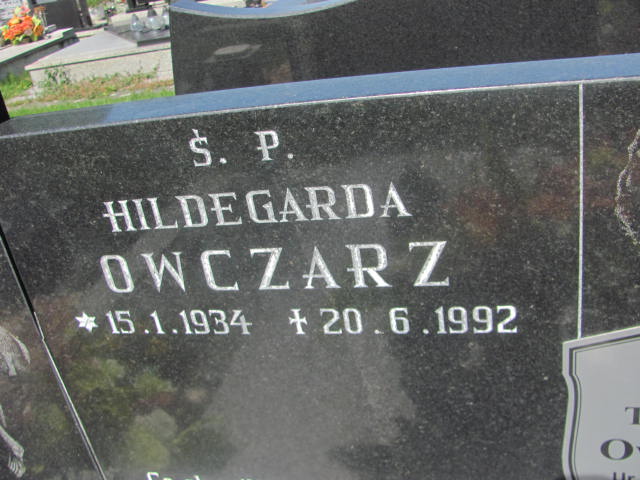 Ś. P.
HILDEGARDA
OWCZARZ
* 15.1.1934 ✝ 20.6.1992